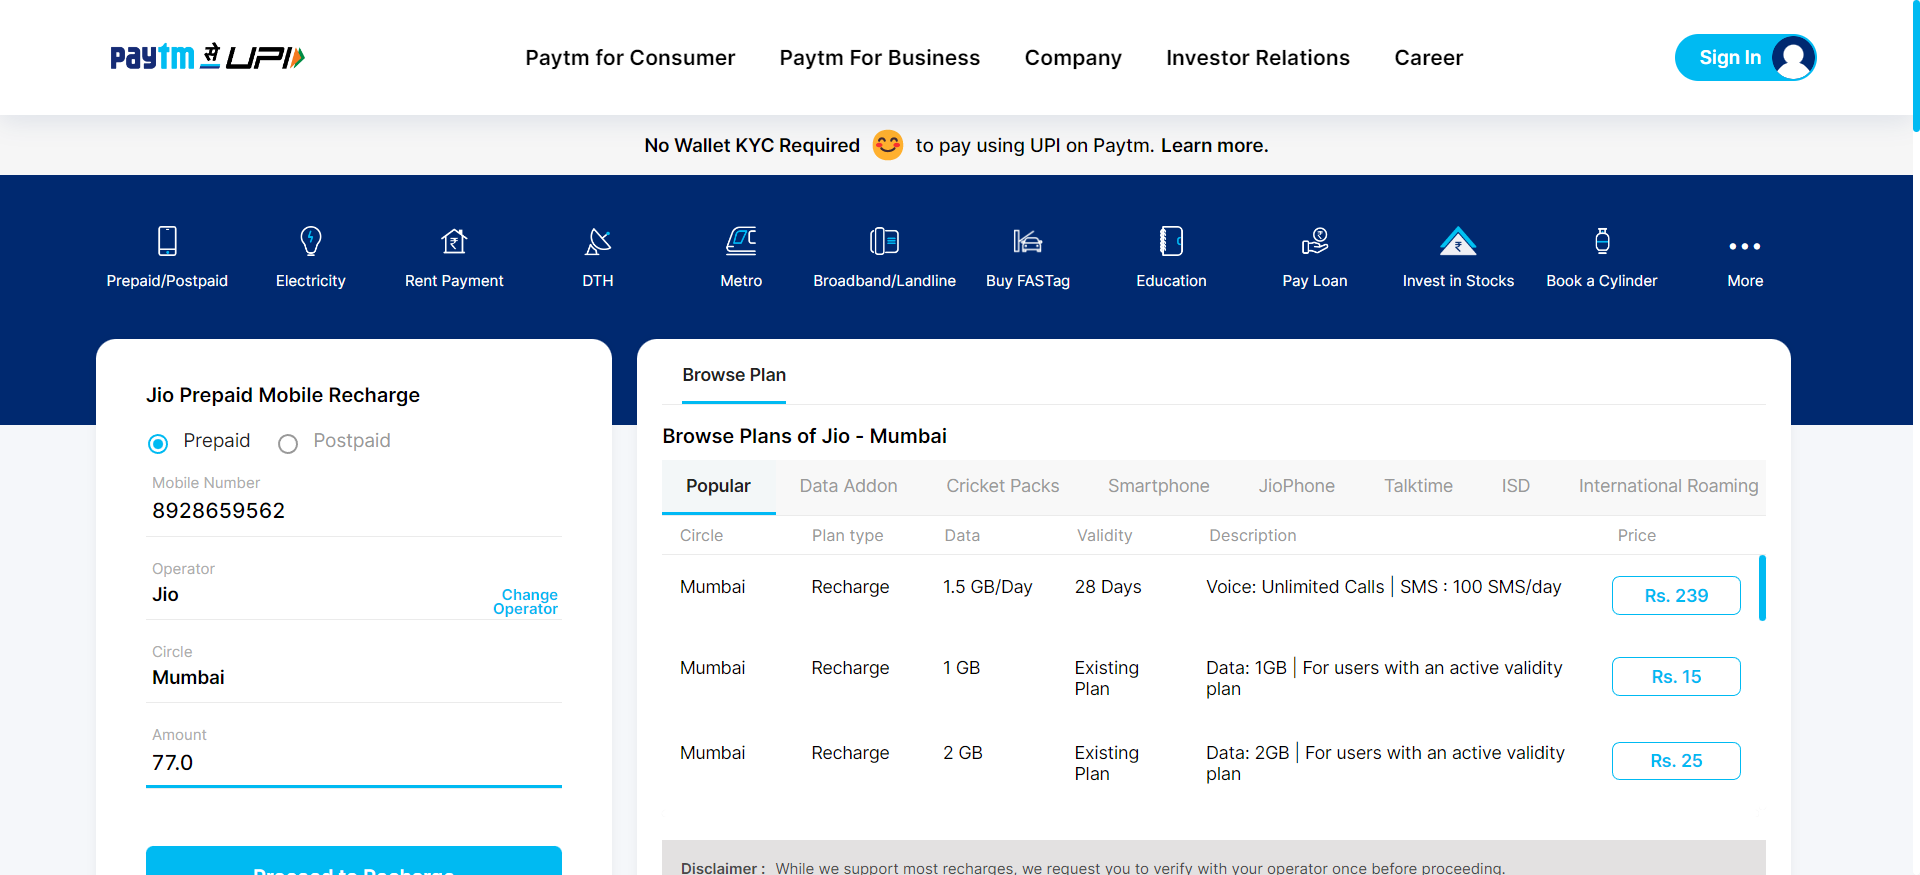 paytm से UPI
Paytm for Consumer
Paytm For Business
Company
Investor Relations
Career
Sign In
No Wallet KYC Required to pay using UPI on Paytm. Learn more.
Prepaid/Postpaid
Electricity
Rent Payment
DTH
Metro
Broadband/Landline
Buy FASTag
Education
Pay Loan
Invest in Stocks
Book a Cylinder
More
Jio Prepaid Mobile Recharge
Prepaid
Postpaid
Mobile Number
8928659562
Operator
Jio
Change
Operator
Circle
Mumbai
Amount
77.0
Proceed to Recharge
Browse Plan
Browse Plans of Jio - Mumbai
Popular
Data Addon
Cricket Packs
Smartphone
JioPhone
Talktime
ISD
International Roaming
Circle
Plan type
Data
Validity
Description
Price
Mumbai
Recharge
1.5 GB/Day
28 Days
Voice: Unlimited Calls | SMS : 100 SMS/day
Rs. 239
Mumbai
Recharge
1 GB
Existing
Plan
Data: 1GB | For users with an active validity
plan
Rs. 15
Mumbai
Recharge
2 GB
Existing
Plan
Data: 2GB | For users with an active validity
plan
Rs. 25
Disclaimer : While we support most recharges, we request you to verify with your operator once before proceeding.